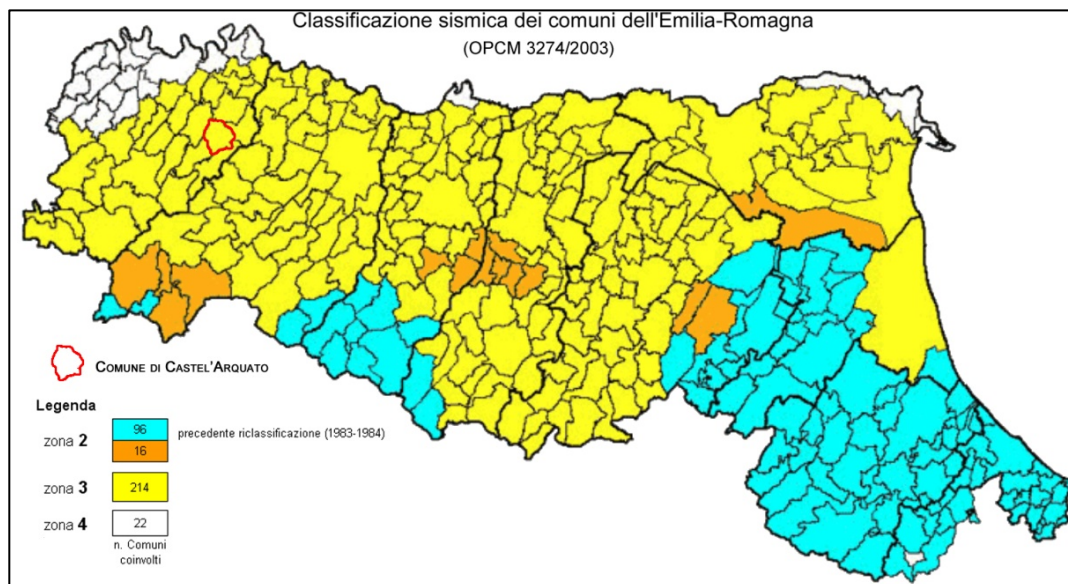 Classificazione sismica dei comuni dell'Emilia-Romagna
(OPCM 3274/2003)
COMUNE DI CASTEL'ARQUATO
Legenda
zona 2
96
precedente riclassificazione (1983-1984)
16
zona 3
214
zona 4
22
n. Comuni
coinvolti